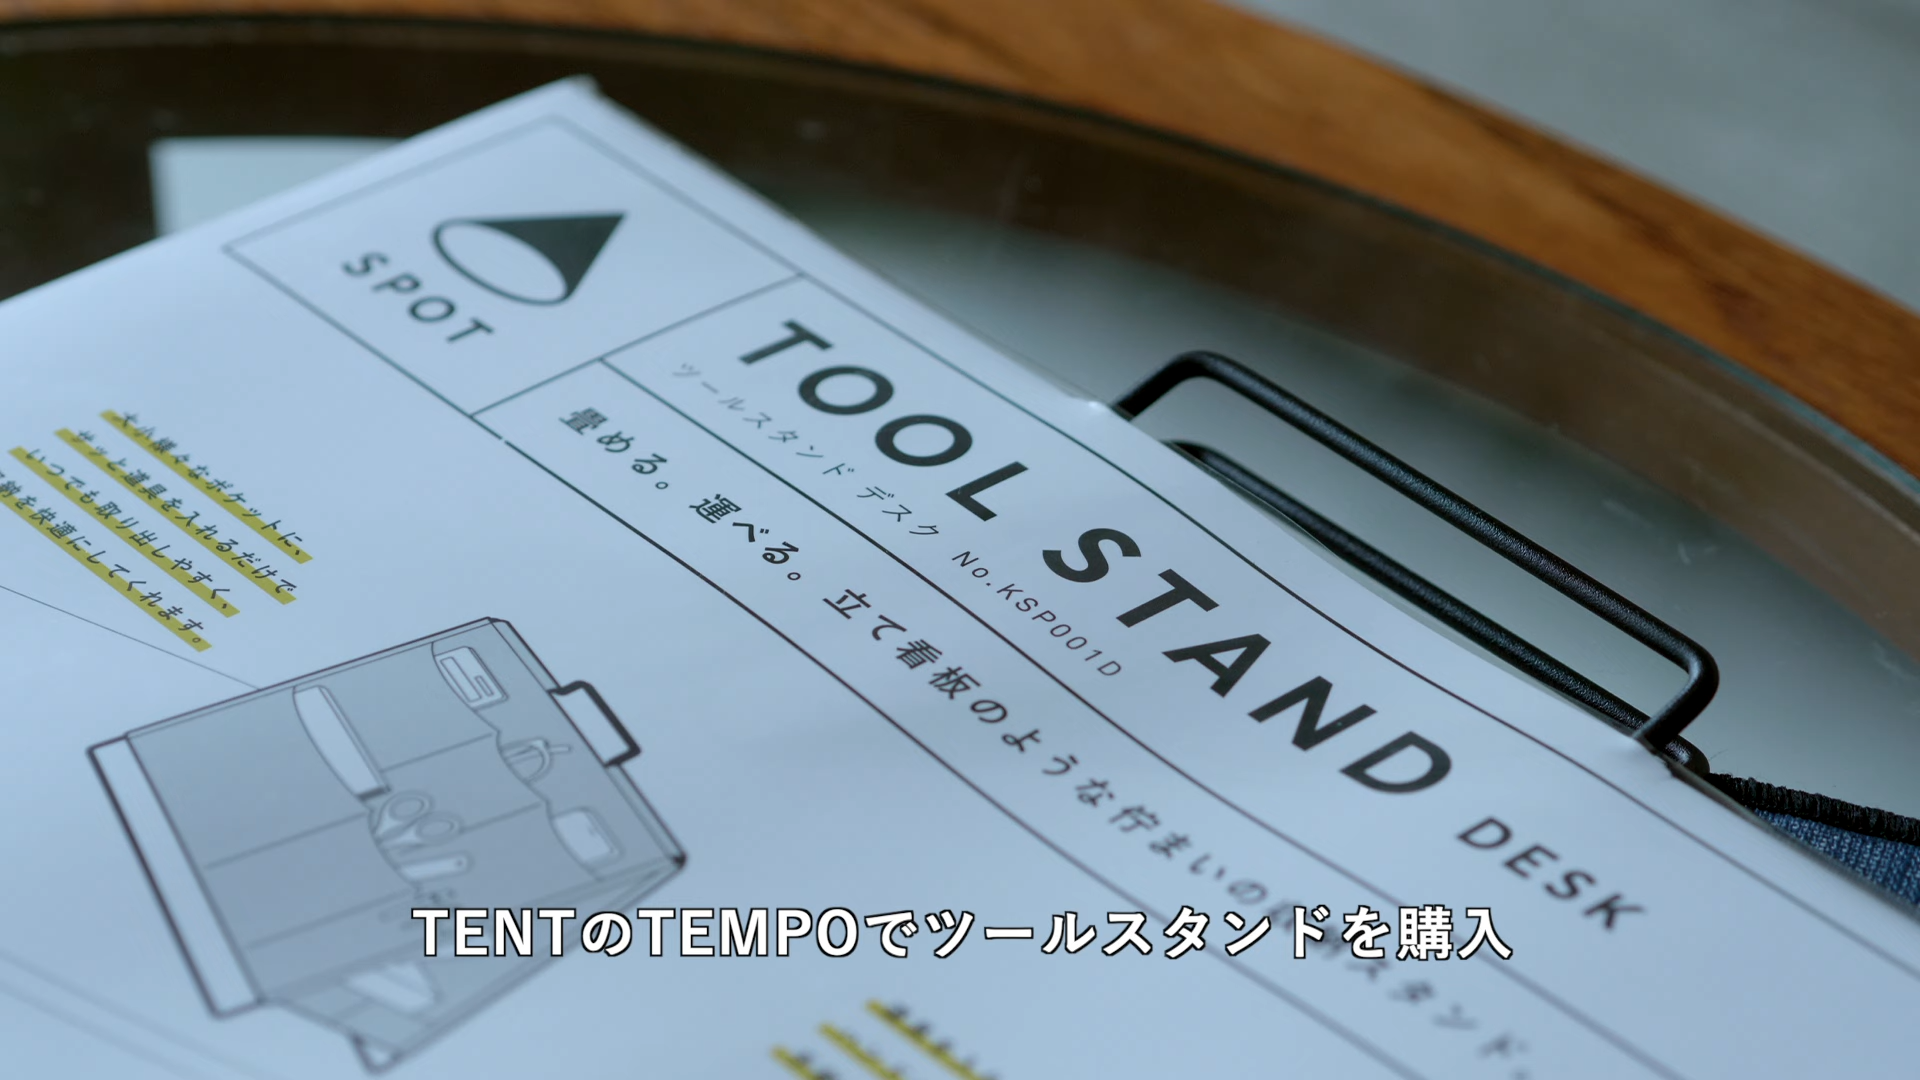 SPOT
TOOL STAND DESK
ツールスタンド デスク No.KSP001D
畳める。運べる。立て看板のような佇まいの
スタンド
大小様々なポケットに、
サッと道具を入れるだけで
いつでも取り出しやすく、
を快適にしてくれます。
TENTのTEMPOでツールスタンドを購入